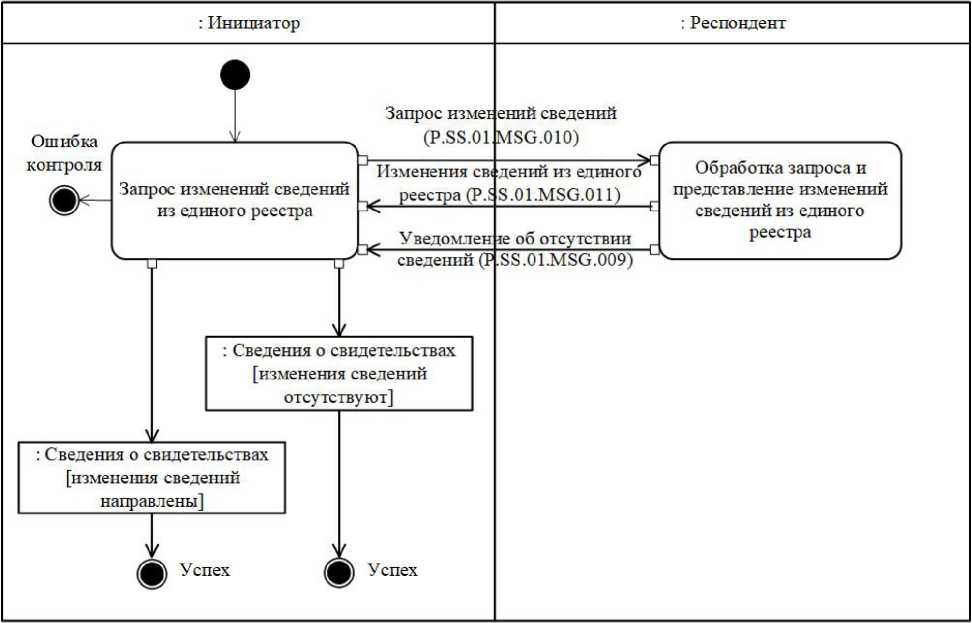 : Инициатор
: Респондент
Запрос изменений сведений
(P.SS.01.MSG.010)
Ошибка
контроля
Запрос изменений сведений
из единого реестра
Изменения сведений из единого
реестра (P.SS.01.MSG.011)
Уведомление об отсутствии
сведений (P.SS.01.MSG.009)
Обработка запроса и
представление изменений
сведений из единого
реестра
: Сведения о свидетельствах
[изменения сведений
отсутствуют]
: Сведения о свидетельствах
[изменения сведений
направлены]
Успех
Успех